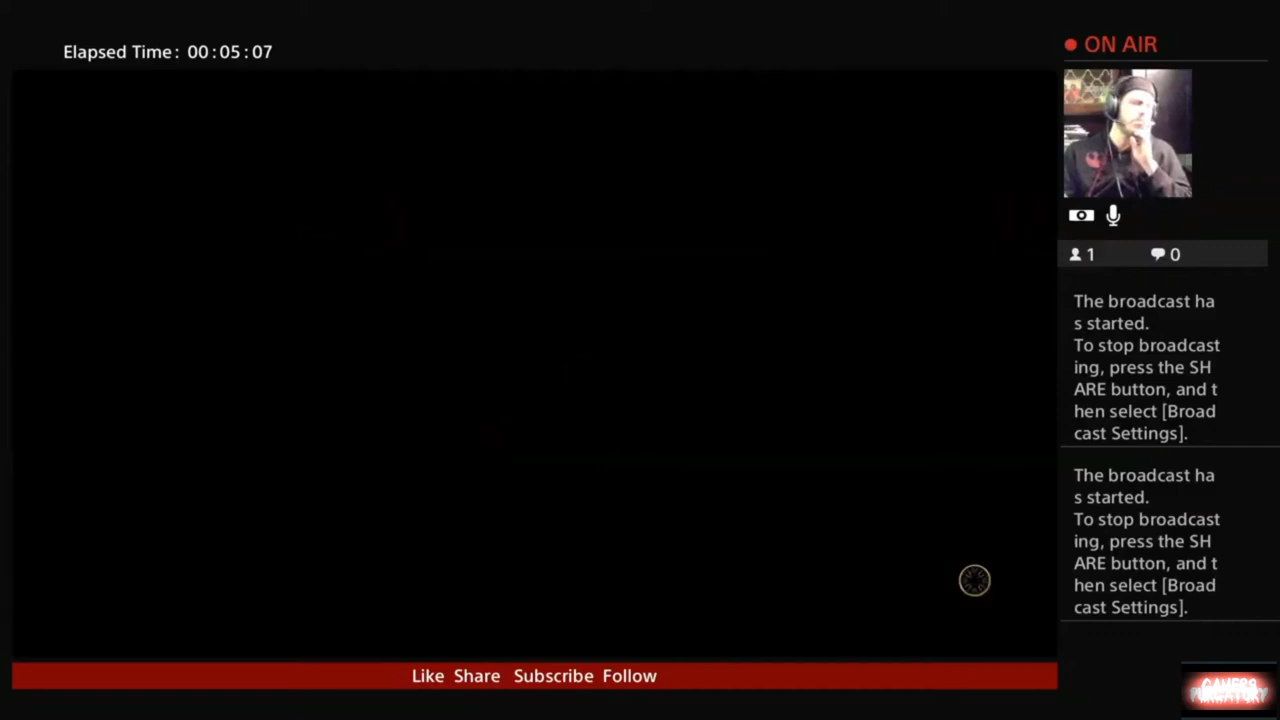 Elapsed Time: 00:05:07
ON AIR
1
0
The broadcast ha
s started.
To stop broadcast
ing, press the SH
ARE button, and t
hen select [Broad
cast Settings].
The broadcast ha
s started.
To stop broadcast
ing, press the SH
ARE button, and t
hen select [Broad
cast Settings].
Like Share Subscribe Follow
GAMERS
PURGATORY